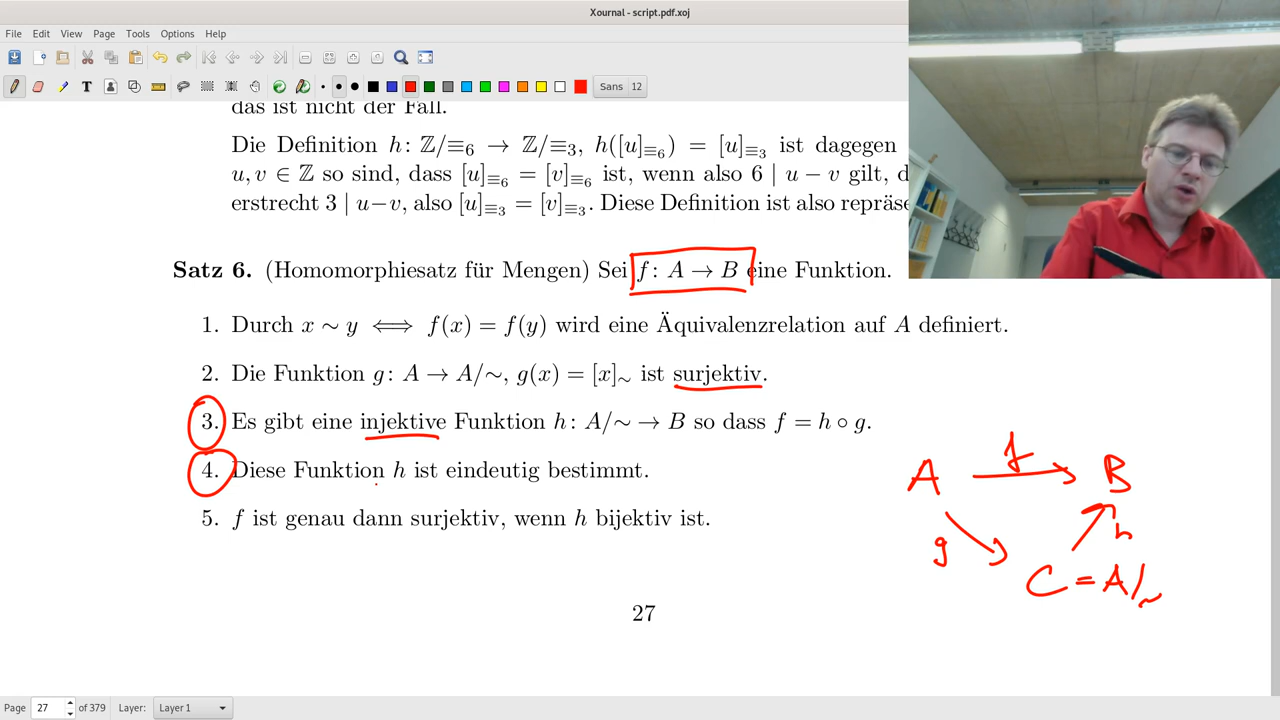 Xournal - script.pdf.xoj
File Edit View Page Tools Options Help
Sans 12
das ist nicht der Fall.
Die Definition h: ℤ/≡₆ → ℤ/≡₃, h([u]≡₆) = [u]≡₃ ist dagegen
u, v ∈ ℤ so sind, dass [u]≡₆ = [v]≡₆ ist, wenn also 6 | u − v gilt, d
erstrecht 3 | u−v, also [u]≡₃ = [v]≡₃. Diese Definition ist also repräse
Satz 6. (Homomorphiesatz für Mengen) Sei f: A → B eine Funktion.
1. Durch x ∼ y ⟺ f(x) = f(y) wird eine Äquivalenzrelation auf A definiert.
2. Die Funktion g: A → A/∼, g(x) = [x]∼ ist surjektiv.
3. Es gibt eine injektive Funktion h: A/∼ → B so dass f = h ∘ g.
4. Diese Funktion h ist eindeutig bestimmt.
5. f ist genau dann surjektiv, wenn h bijektiv ist.
f
A → B
g h
C = A/~
27
Page 27 of 379 Layer: Layer 1